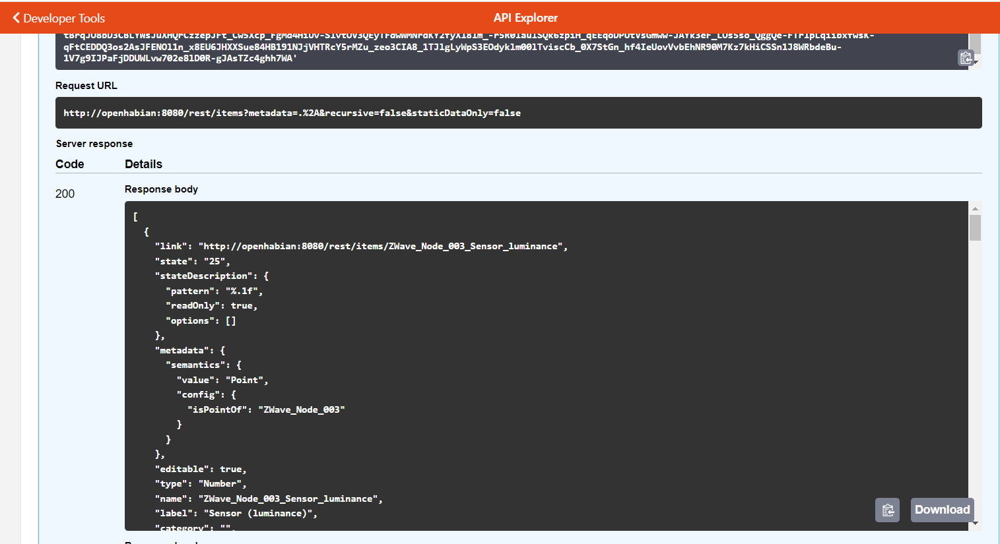 Developer Tools
API Explorer
qFtCEDDQ3os2AsJFENOl1n_x8EU6JHXXSue84HB191NJjVHTRcY5rMZu_zeo3CIA8_1TJlgLyWpS3EOdyklm00lTviscCb_0X7StGn_hf4IeUovVvbEhNR90M7Kz7kHiCSSn1J8WRbdeBu-
1V7g9IJPaFjDDUWLvw702e8lD0R-gJAsTZc4ghh7WA'
Request URL
http://openhabian:8080/rest/items?metadata=.%2A&recursive=false&staticDataOnly=false
Server response
Code Details
200
Response body
[
{
"link": "http://openhabian:8080/rest/items/ZWave_Node_003_Sensor_luminance",
"state": "25",
"stateDescription": {
"pattern": "%.1f",
"readOnly": true,
"options": []
},
"metadata": {
"semantics": {
"value": "Point",
"config": {
"isPointOf": "ZWave_Node_003"
}
}
},
"editable": true,
"type": "Number",
"name": "ZWave_Node_003_Sensor_luminance",
"label": "Sensor (luminance)",
"category": "",
Download